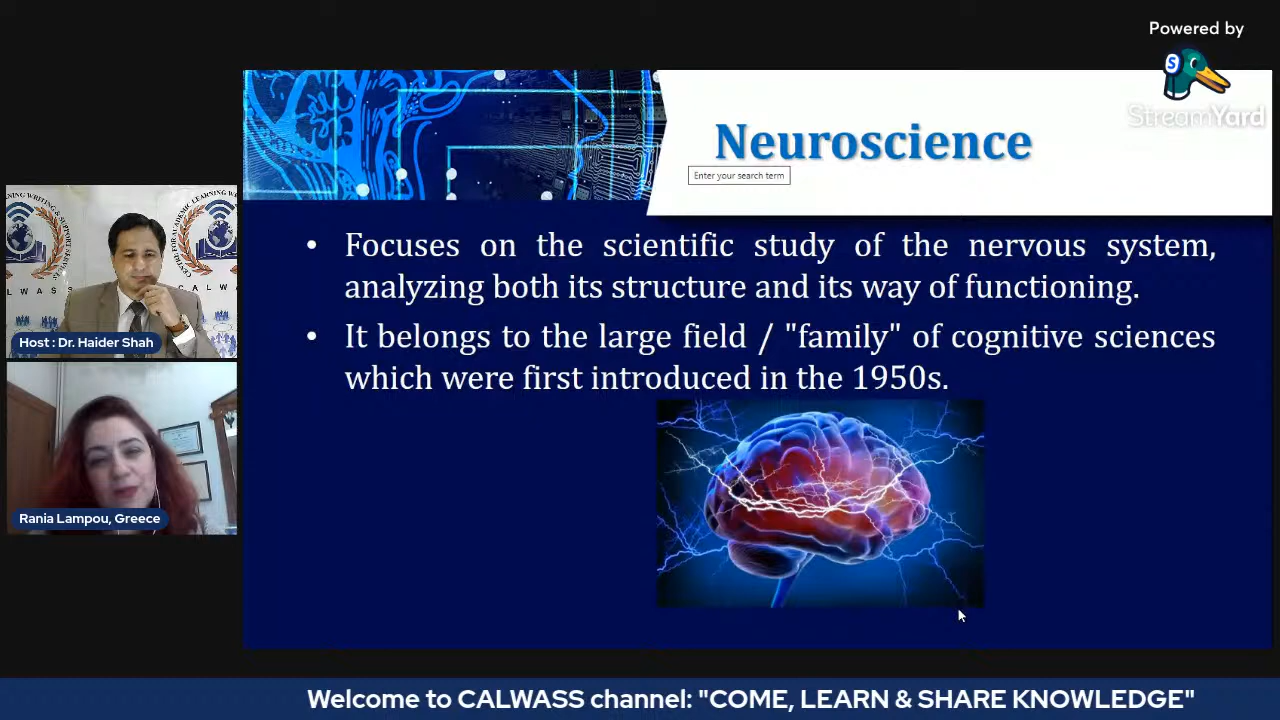 Powered by
StreamYard
Neuroscience
Enter your search term
• Focuses on the scientific study of the nervous system,
analyzing both its structure and its way of functioning.
• It belongs to the large field / "family" of cognitive sciences
which were first introduced in the 1950s.
CALWASS
Host : Dr. Haider Shah
Rania Lampou, Greece
Welcome to CALWASS channel: "COME, LEARN & SHARE KNOWLEDGE"